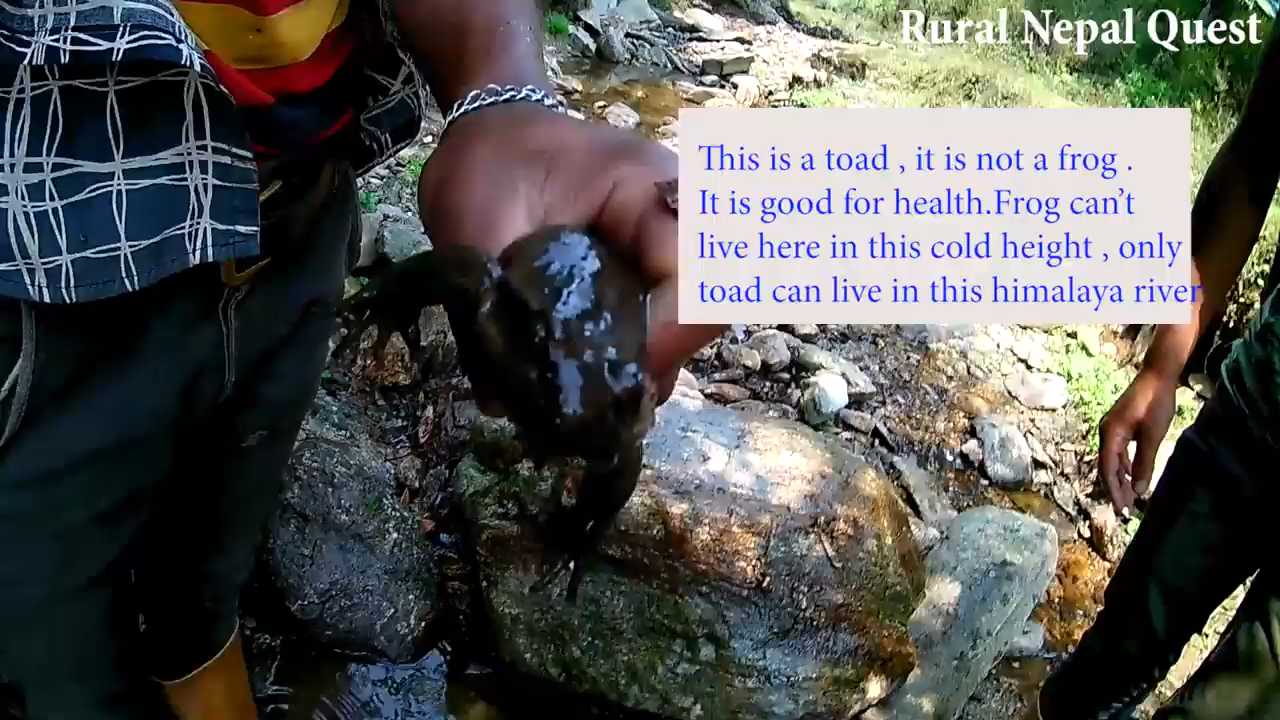 Rural Nepal Quest
This is a toad , it is not a frog .
It is good for health.Frog can't
live here in this cold height , only
toad can live in this himalaya river